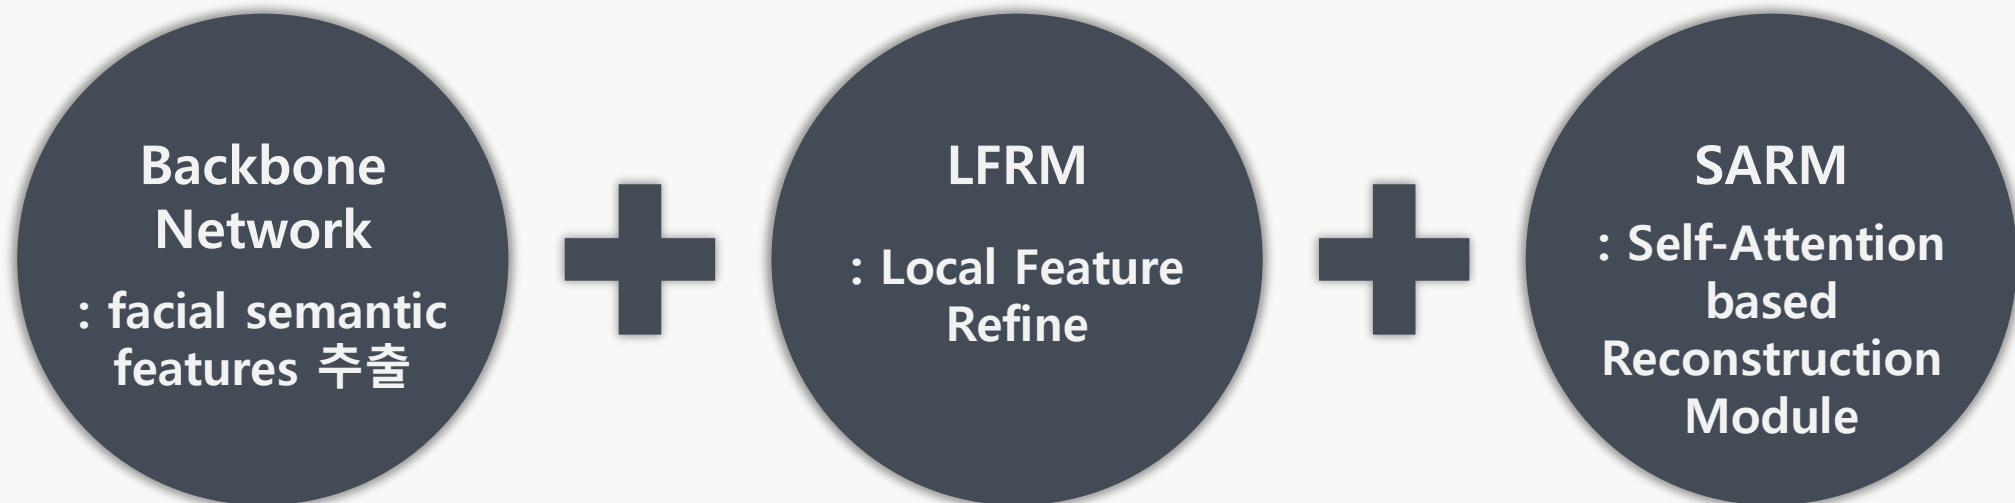 Backbone
Network
: facial semantic
features 추출
LFRM
: Local Feature
Refine
SARM
: Self-Attention
based
Reconstruction
Module